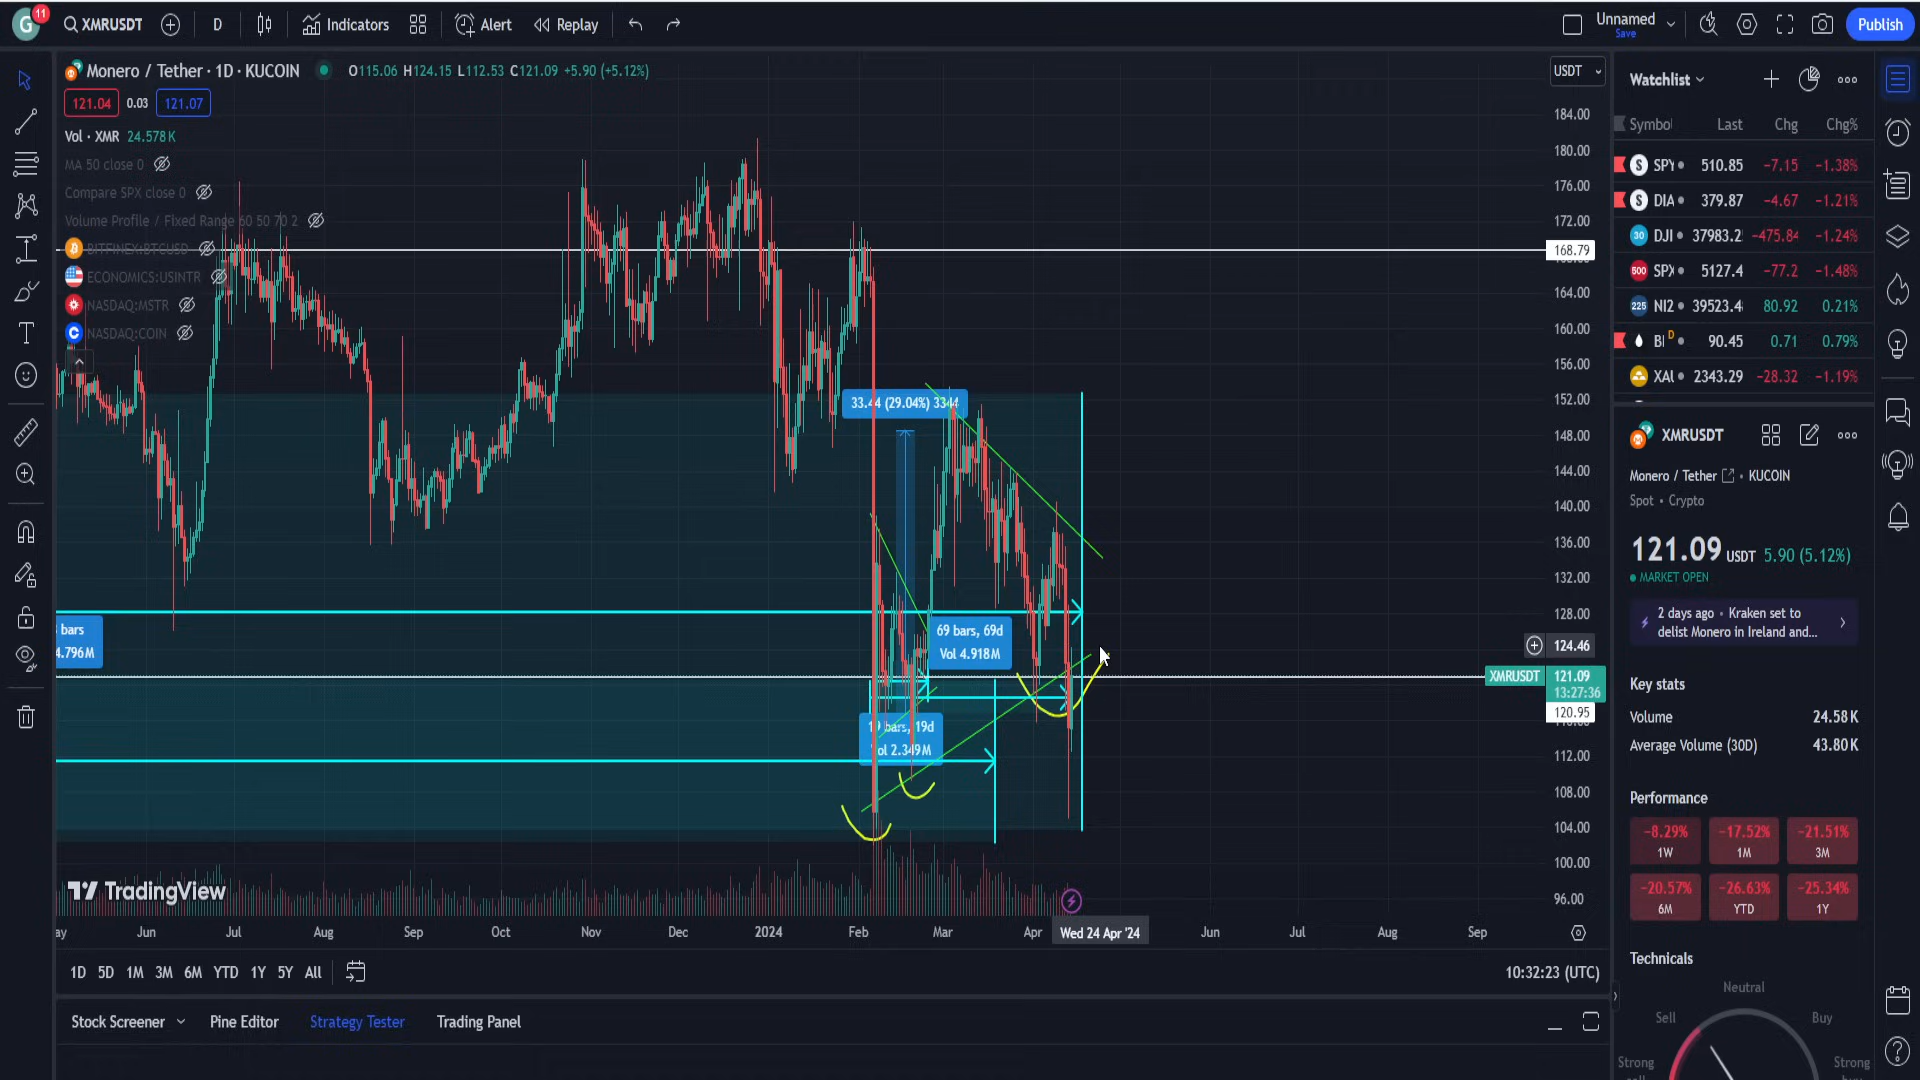 G 11 XMRUSDT D Indicators Alert Replay Unnamed Save Publish
Monero / Tether · 1D · KUCOIN O115.06 H124.15 L112.53 C121.09 +5.90 (+5.12%)
121.04 0.03 121.07
Vol · XMR 24.578K
MA 50 close 0
Compare SPX close 0
Volume Profile / Fixed Range 60 50 70 2
BITFINEX:BTCUSD
ECONOMICS:USINTR
NASDAQ:MSTR
NASDAQ:COIN
33.44 (29.04%) 3344
bars
4.796M
69 bars, 69d
Vol 4.918M
19 bars, 19d
Vol 2.349M
TradingView
USDT
184.00
180.00
176.00
172.00
168.79
164.00
160.00
156.00
152.00
148.00
144.00
140.00
136.00
132.00
128.00
124.46
XMRUSDT 121.09
13:27:36
120.95
112.00
108.00
104.00
100.00
96.00
ay Jun Jul Aug Sep Oct Nov Dec 2024 Feb Mar Apr Wed 24 Apr '24 Jun Jul Aug Sep
1D 5D 1M 3M 6M YTD 1Y 5Y All 10:32:23 (UTC)
Stock Screener Pine Editor Strategy Tester Trading Panel
Watchlist
Symbol Last Chg Chg%
SPY 510.85 −7.15 −1.38%
DIA 379.87 −4.67 −1.21%
30 DJI 37983.2 −475.84 −1.24%
500 SPX 5127.4 −77.2 −1.48%
225 NI2 39523.4 80.92 0.21%
D 90.45 0.71 0.79%
XAU 2343.29 −28.32 −1.19%
XMRUSDT
Monero / Tether · KUCOIN
Spot · Crypto
121.09 USDT 5.90 (5.12%)
MARKET OPEN
2 days ago · Kraken set to
delist Monero in Ireland and...
Key stats
Volume 24.58K
Average Volume (30D) 43.80K
Performance
−8.29% −17.52% −21.51%
1W 1M 3M
−20.57% −26.63% −25.34%
6M YTD 1Y
Technicals
Neutral
Sell Buy
Strong Strong